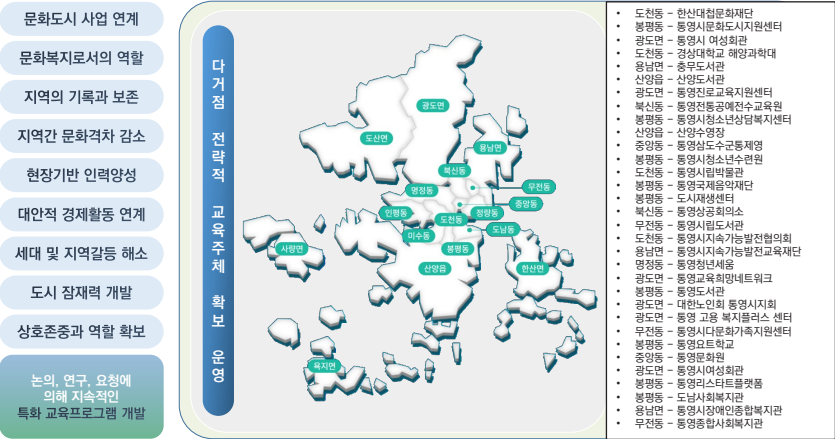 문화도시 사업 연계
문화복지로서의 역할
지역의 기록과 보존
지역간 문화격차 감소
현장기반 인력양성
대안적 경제활동 연계
세대 및 지역갈등 해소
도시 잠재력 개발
상호존중과 역할 확보
논의, 연구, 요청에
의해 지속적인
특화 교육프로그램 개발
다거점 전략적 교육주체 확보 운영
광도면
도산면
용남면
북신동
무전동
명정동
중앙동
인평동
정량동
도천동
도남동
미수동
봉평동
사량면
산양읍
한산면
욕지면
• 도천동 – 한산대첩문화재단
• 봉평동 – 통영시문화도시지원센터
• 광도면 – 통영시 여성회관
• 도천동 – 경상대학교 해양과학대
• 용남면 – 충무도서관
• 산양읍 – 산양도서관
• 광도면 – 통영진로교육지원센터
• 북신동 – 통영전통공예전수교육원
• 봉평동 – 통영시청소년상담복지센터
• 산양읍 – 산양수영장
• 중앙동 – 통영삼도수군통제영
• 봉평동 – 통영시청소년수련원
• 도천동 – 통영시립박물관
• 봉평동 – 통영국제음악재단
• 봉평동 – 도시재생센터
• 북신동 – 통영상공회의소
• 무전동 – 통영시립도서관
• 도천동 – 통영시지속가능발전협의회
• 용남면 – 통영시지속가능발전교육재단
• 명정동 – 통영청년세움
• 광도면 – 통영교육희망네트워크
• 봉평동 – 통영도서관
• 광도면 – 대한노인회 통영시지회
• 광도면 – 통영 고용 복지플러스 센터
• 무전동 – 통영시다문화가족지원센터
• 봉평동 – 통영요트학교
• 중앙동 – 통영문화원
• 광도면 – 통영시여성회관
• 봉평동 – 통영리스타트플랫폼
• 봉평동 – 도남사회복지관
• 용남면 – 통영시장애인종합복지관
• 무전동 – 통영종합사회복지관